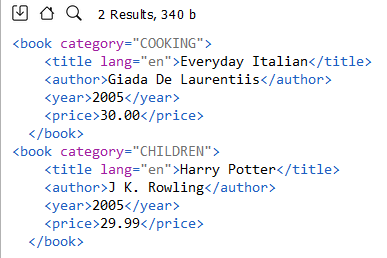 2 Results, 340 b
<book category="COOKING">
<title lang="en">Everyday Italian</title>
<author>Giada De Laurentiis</author>
<year>2005</year>
<price>30.00</price>
</book>
<book category="CHILDREN">
<title lang="en">Harry Potter</title>
<author>J K. Rowling</author>
<year>2005</year>
<price>29.99</price>
</book>